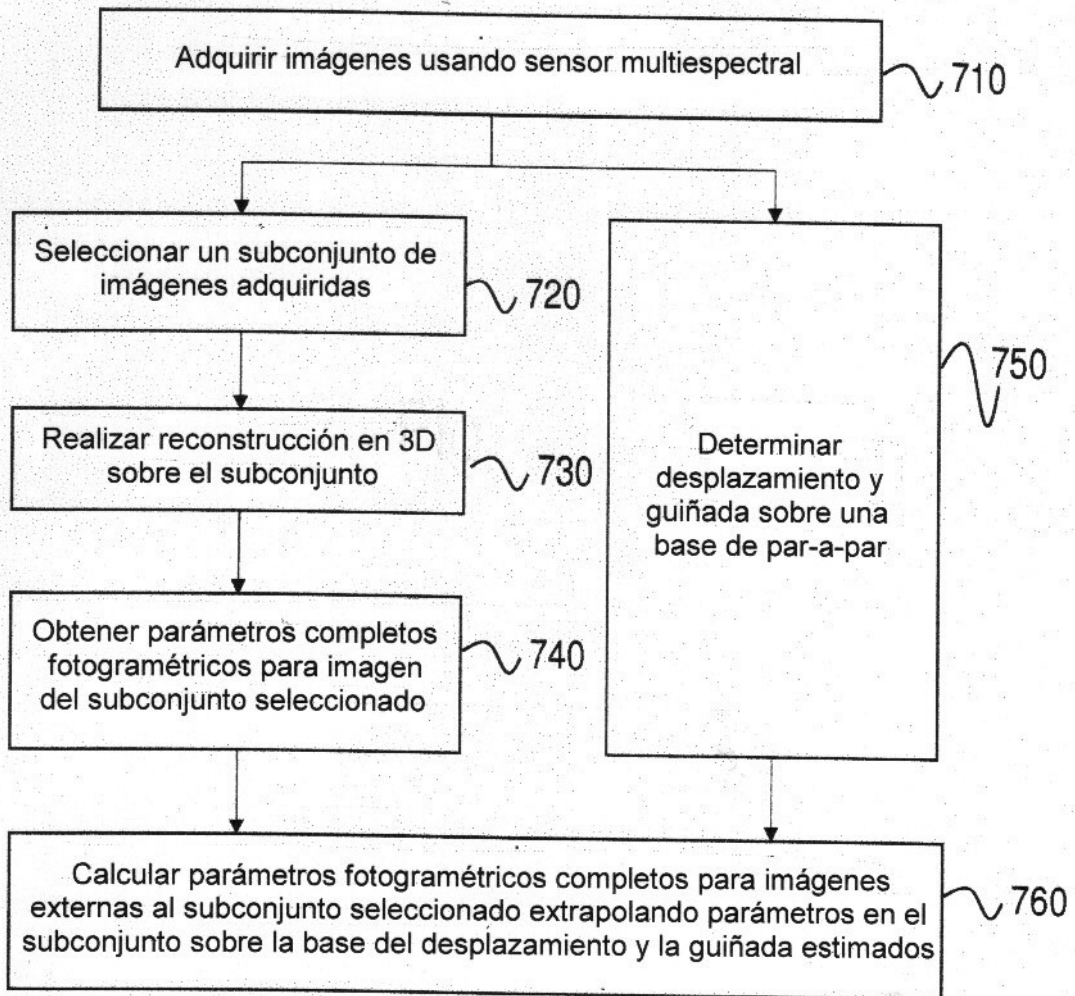 Adquirir imágenes usando sensor multiespectral
710
Seleccionar un subconjunto de
imágenes adquiridas
720
Realizar reconstrucción en 3D
sobre el subconjunto
730
Obtener parámetros completos
fotogramétricos para imagen
del subconjunto seleccionado
740
Determinar
desplazamiento y
guiñada sobre una
base de par-a-par
750
Calcular parámetros fotogramétricos completos para imágenes
externas al subconjunto seleccionado extrapolando parámetros en el
subconjunto sobre la base del desplazamiento y la guiñada estimados
760